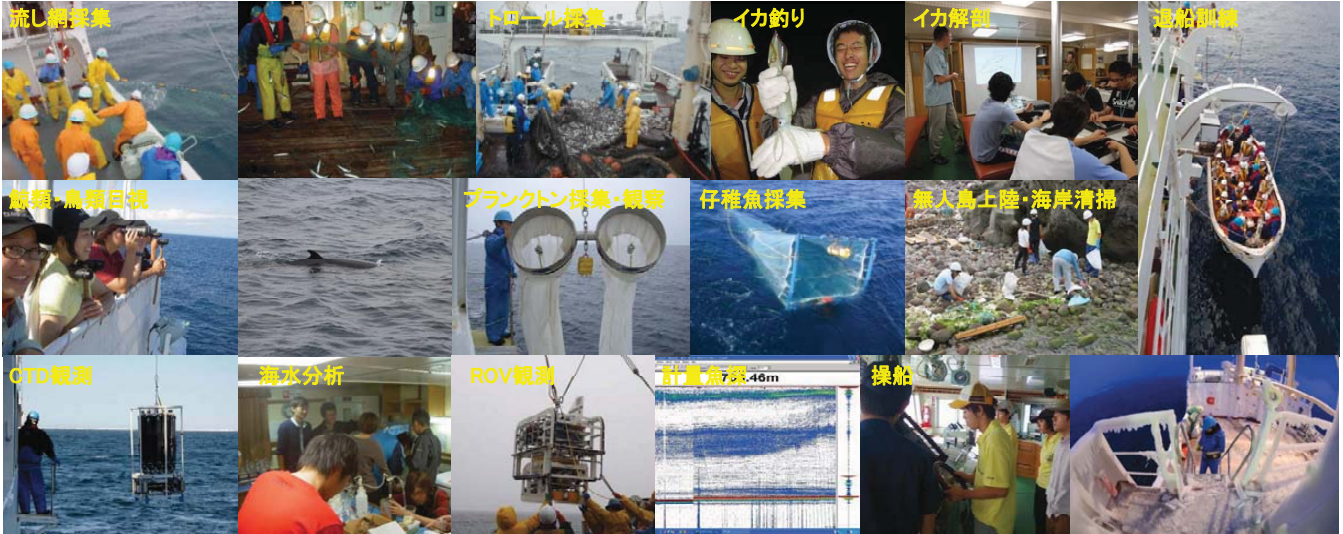 流し網採集
トロール採集
イカ釣り
イカ解剖
退船訓練
鯨類・鳥類目視
プランクトン採集・観察
仔稚魚採集
無人島上陸・海岸清掃
CTD観測
海水分析
ROV観測
計量魚探
.46m
操船